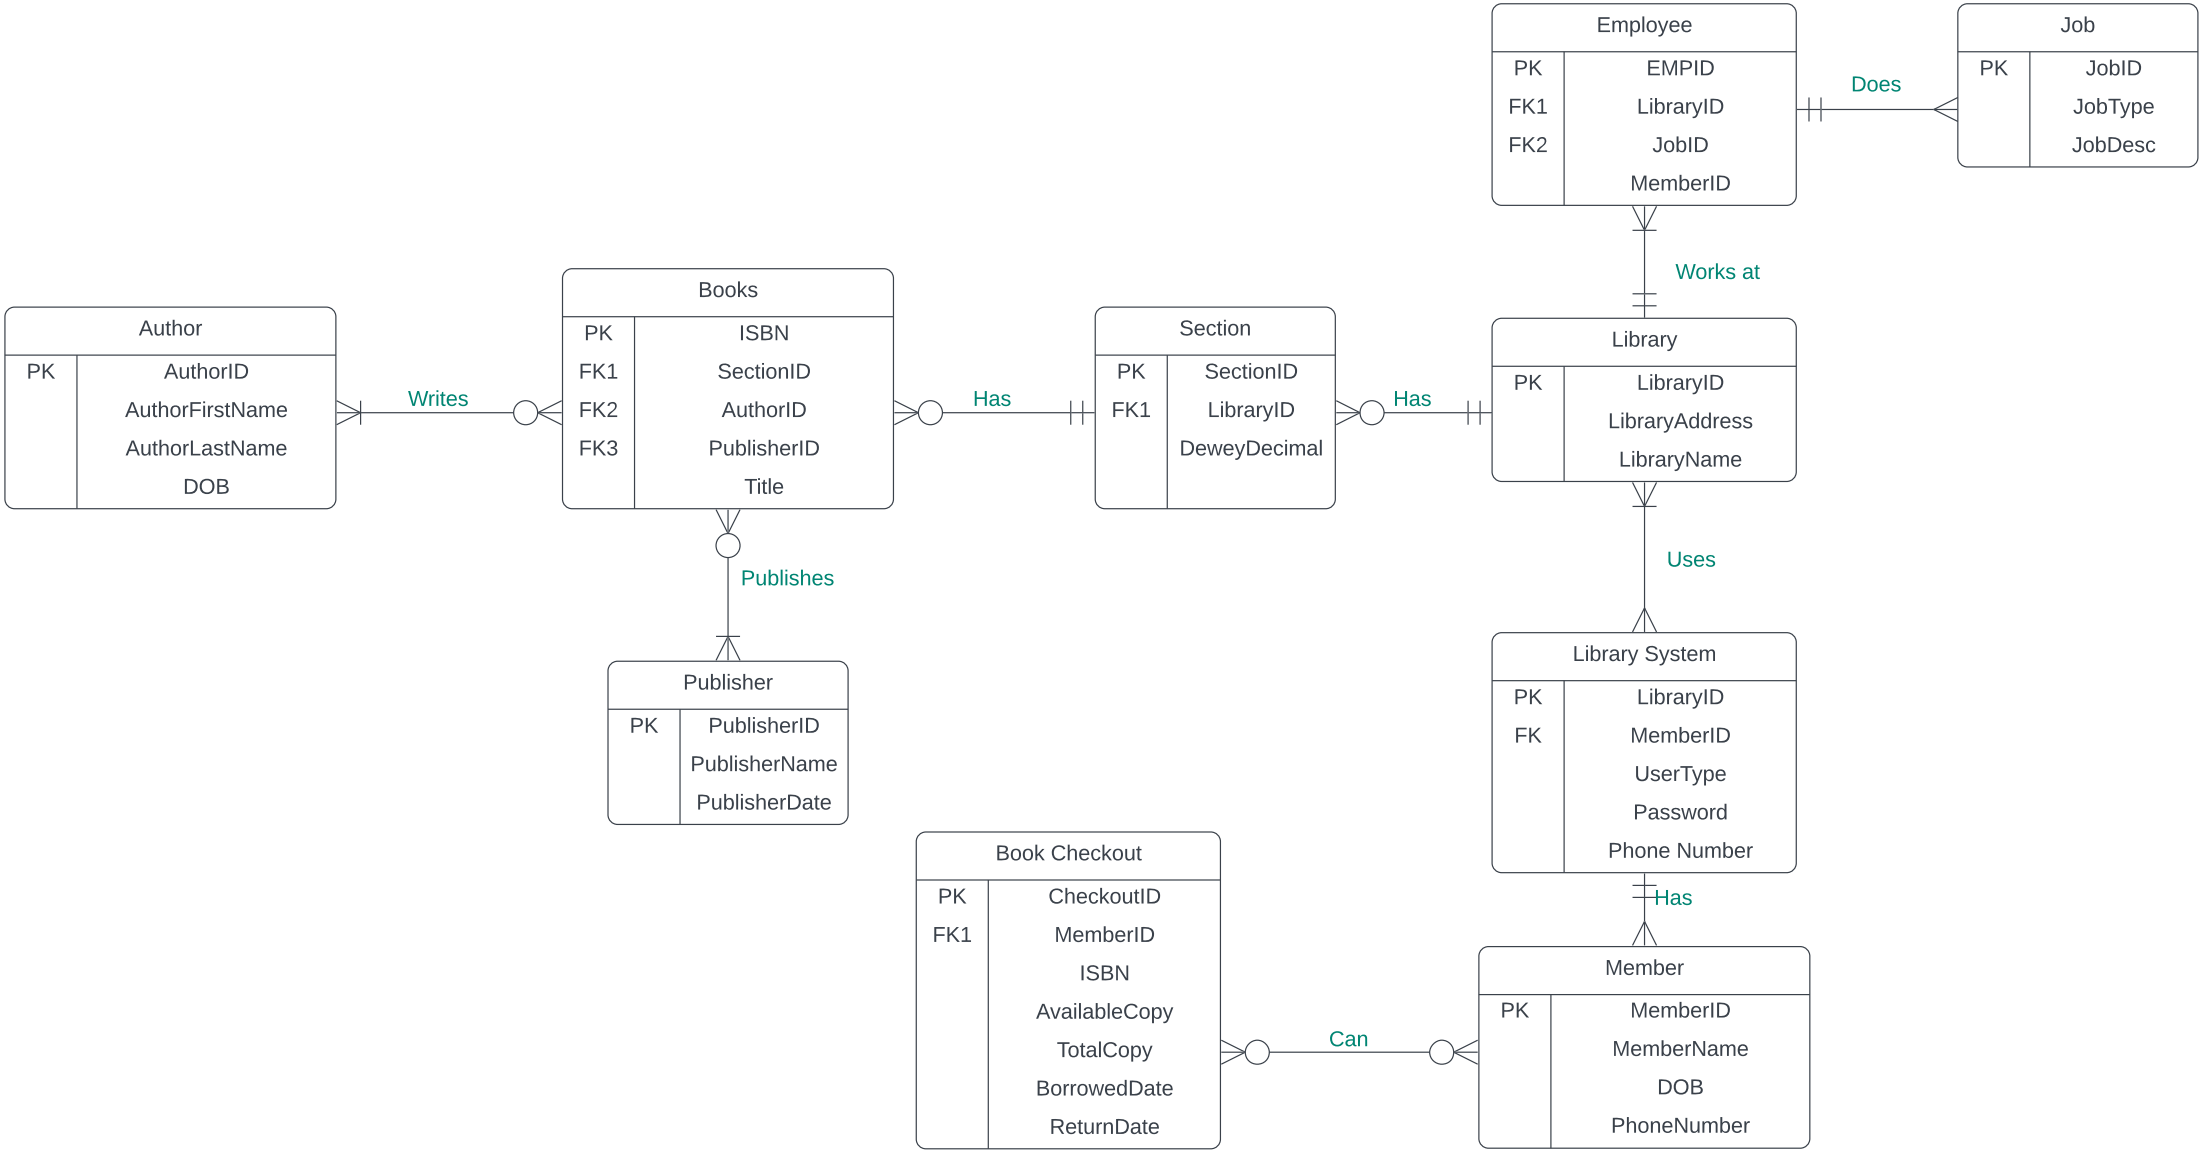 Employee
PK EMPID
FK1 LibraryID
FK2 JobID
MemberID
Does
Job
PK JobID
JobType
JobDesc
Works at
Author
PK AuthorID
AuthorFirstName
AuthorLastName
DOB
Writes
Books
PK ISBN
FK1 SectionID
FK2 AuthorID
FK3 PublisherID
Title
Has
Section
PK SectionID
FK1 LibraryID
DeweyDecimal
Has
Library
PK LibraryID
LibraryAddress
LibraryName
Publishes
Uses
Publisher
PK PublisherID
PublisherName
PublisherDate
Library System
PK LibraryID
FK MemberID
UserType
Password
Phone Number
Has
Book Checkout
PK CheckoutID
FK1 MemberID
ISBN
AvailableCopy
TotalCopy
BorrowedDate
ReturnDate
Can
Member
PK MemberID
MemberName
DOB
PhoneNumber